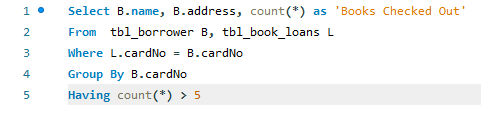 1 Select B.name, B.address, count(*) as 'Books Checked Out'
2 From tbl_borrower B, tbl_book_loans L
3 Where L.cardNo = B.cardNo
4 Group By B.cardNo
5 Having count(*) > 5